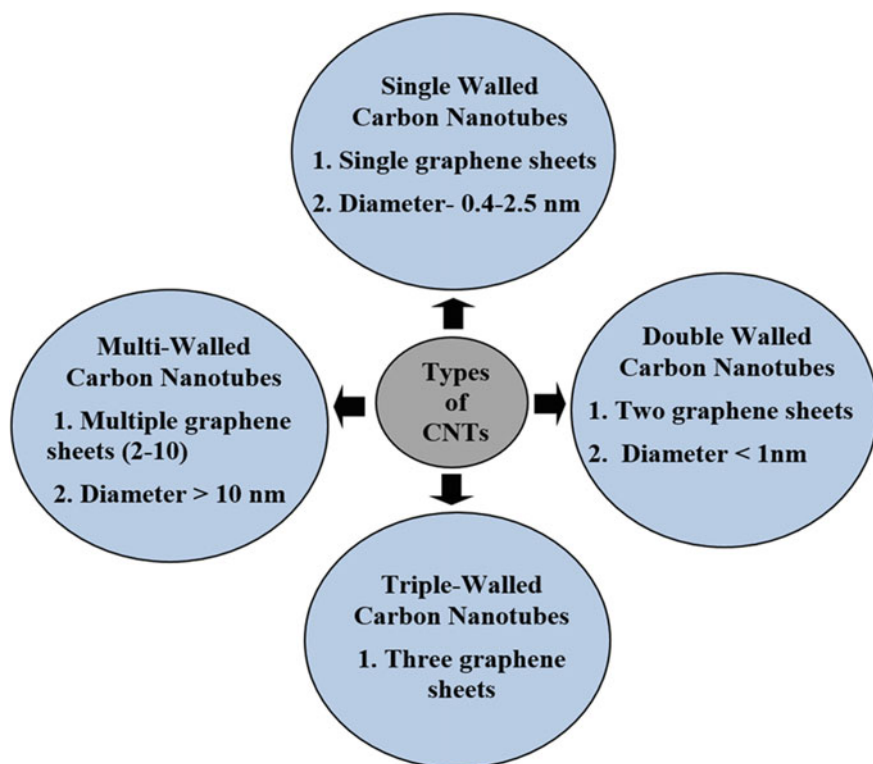 Single Walled
Carbon Nanotubes
1. Single graphene sheets
2. Diameter- 0.4-2.5 nm
Multi-Walled
Carbon Nanotubes
1. Multiple graphene
sheets (2-10)
2. Diameter > 10 nm
Types
of
CNTs
Double Walled
Carbon Nanotubes
1. Two graphene sheets
2. Diameter < 1nm
Triple-Walled
Carbon Nanotubes
1. Three graphene
sheets